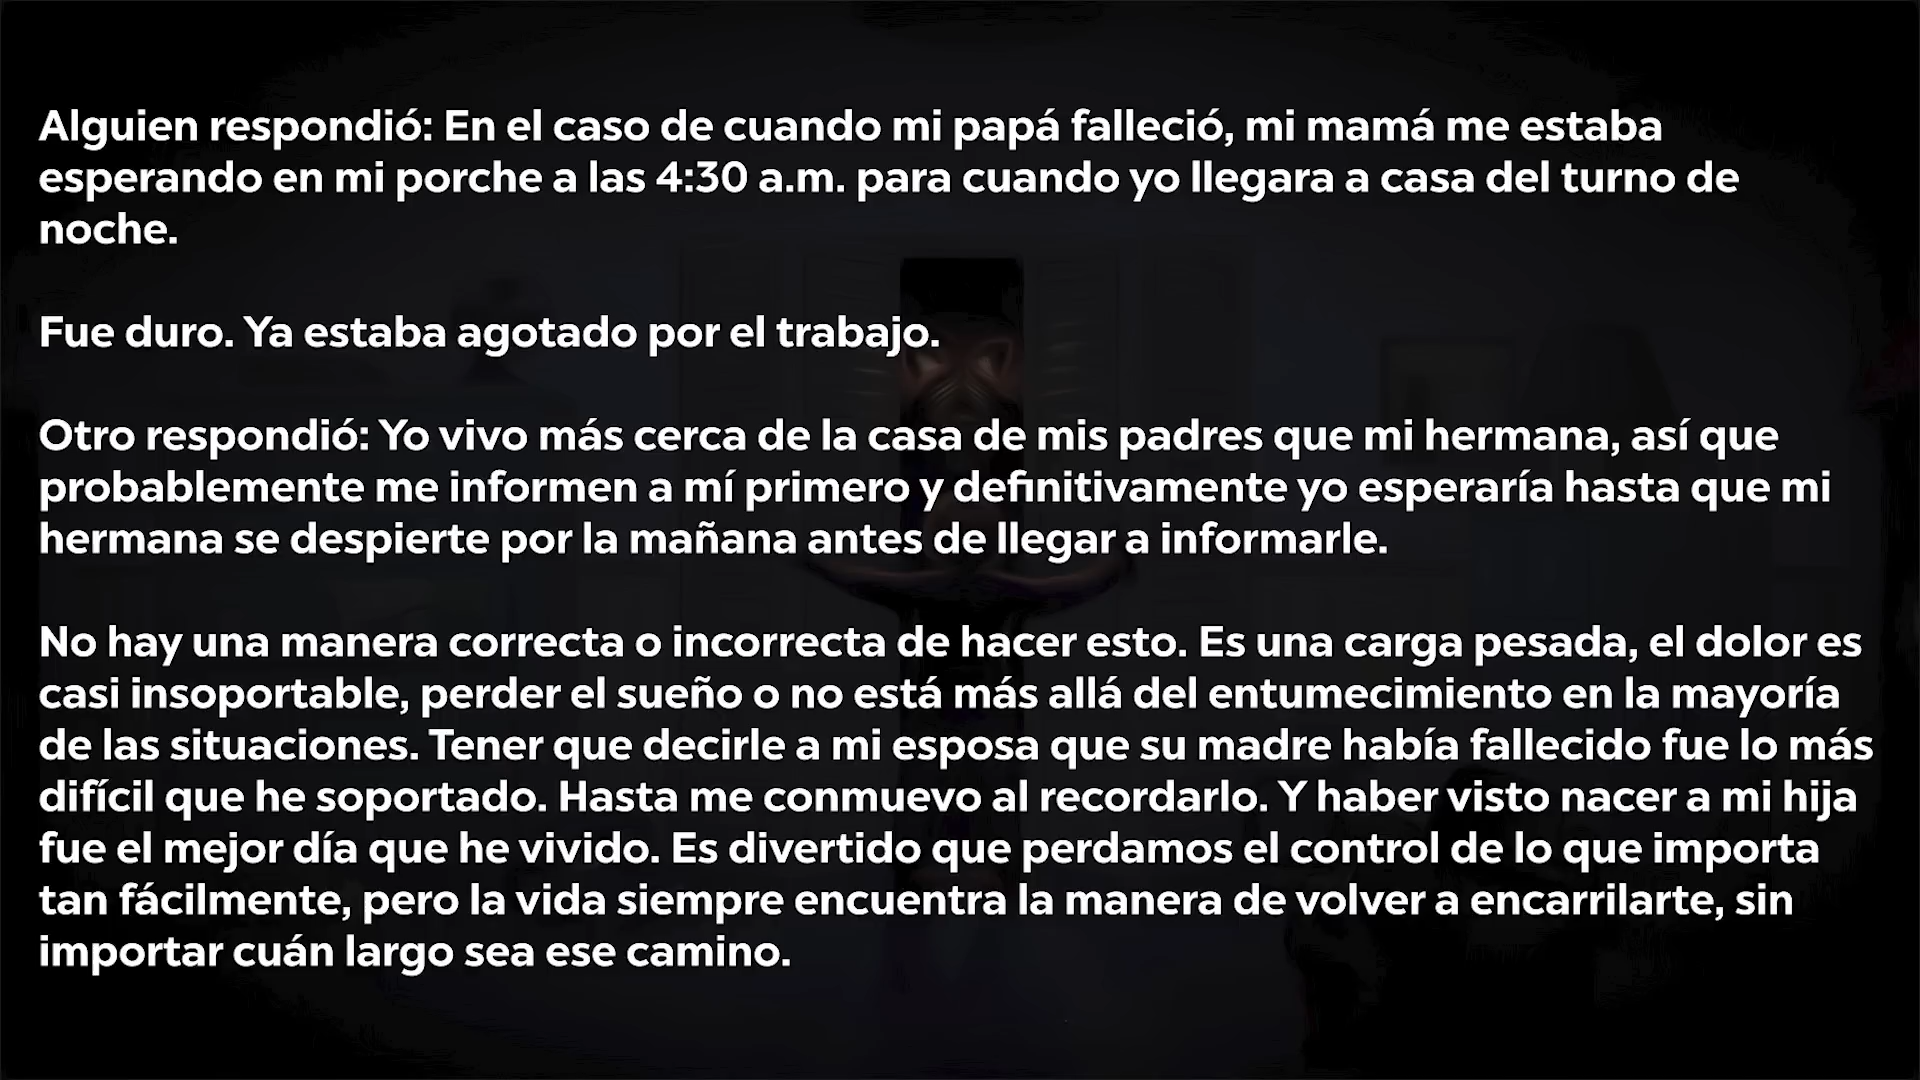 Alguien respondió: En el caso de cuando mi papá falleció, mi mamá me estaba
esperando en mi porche a las 4:30 a.m. para cuando yo llegara a casa del turno de
noche.
Fue duro. Ya estaba agotado por el trabajo.
Otro respondió: Yo vivo más cerca de la casa de mis padres que mi hermana, así que
probablemente me informen a mí primero y definitivamente yo esperaría hasta que mi
hermana se despierte por la mañana antes de llegar a informarle.
No hay una manera correcta o incorrecta de hacer esto. Es una carga pesada, el dolor es
casi insoportable, perder el sueño o no está más allá del entumecimiento en la mayoría
de las situaciones. Tener que decirle a mi esposa que su madre había fallecido fue lo más
difícil que he soportado. Hasta me conmuevo al recordarlo. Y haber visto nacer a mi hija
fue el mejor día que he vivido. Es divertido que perdamos el control de lo que importa
tan fácilmente, pero la vida siempre encuentra la manera de volver a encarrilarte, sin
importar cuán largo sea ese camino.